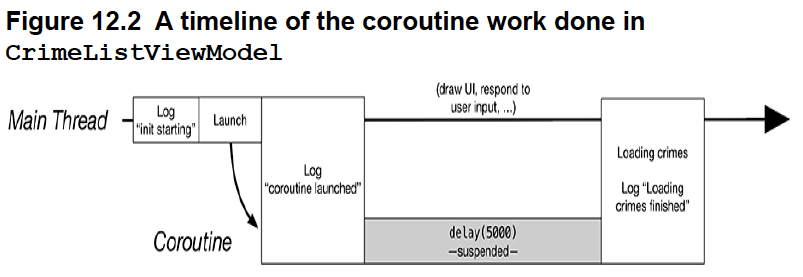 Figure 12.2 A timeline of the coroutine work done in
CrimeListViewModel
(draw UI, respond to
user input, ...)
Main Thread
Log
"init starting"
Launch
Log
"coroutine launched"
Loading crimes
Log "Loading
crimes finished"
Coroutine
delay(5000)
—suspended—